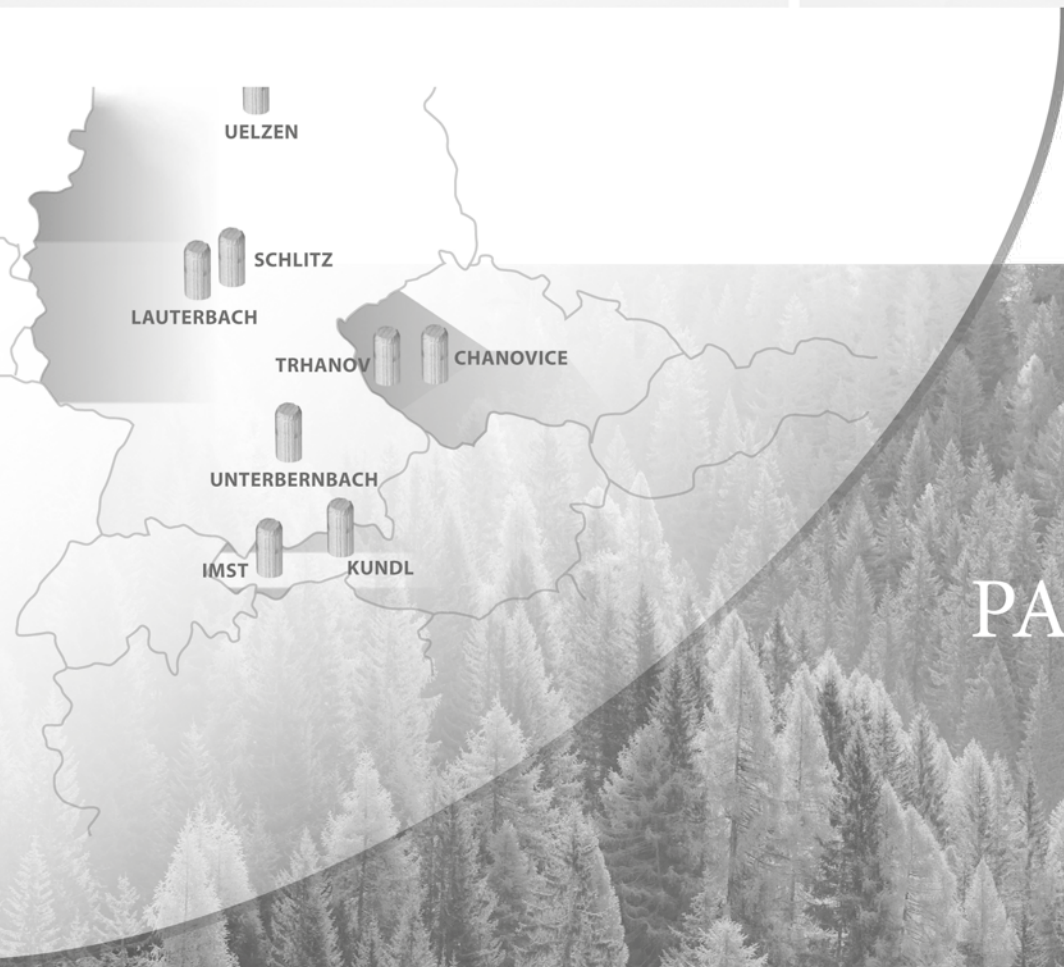 UELZEN
SCHLITZ
LAUTERBACH
TRHANOV
CHANOVICE
UNTERBERNBACH
IMST
KUNDL
PA